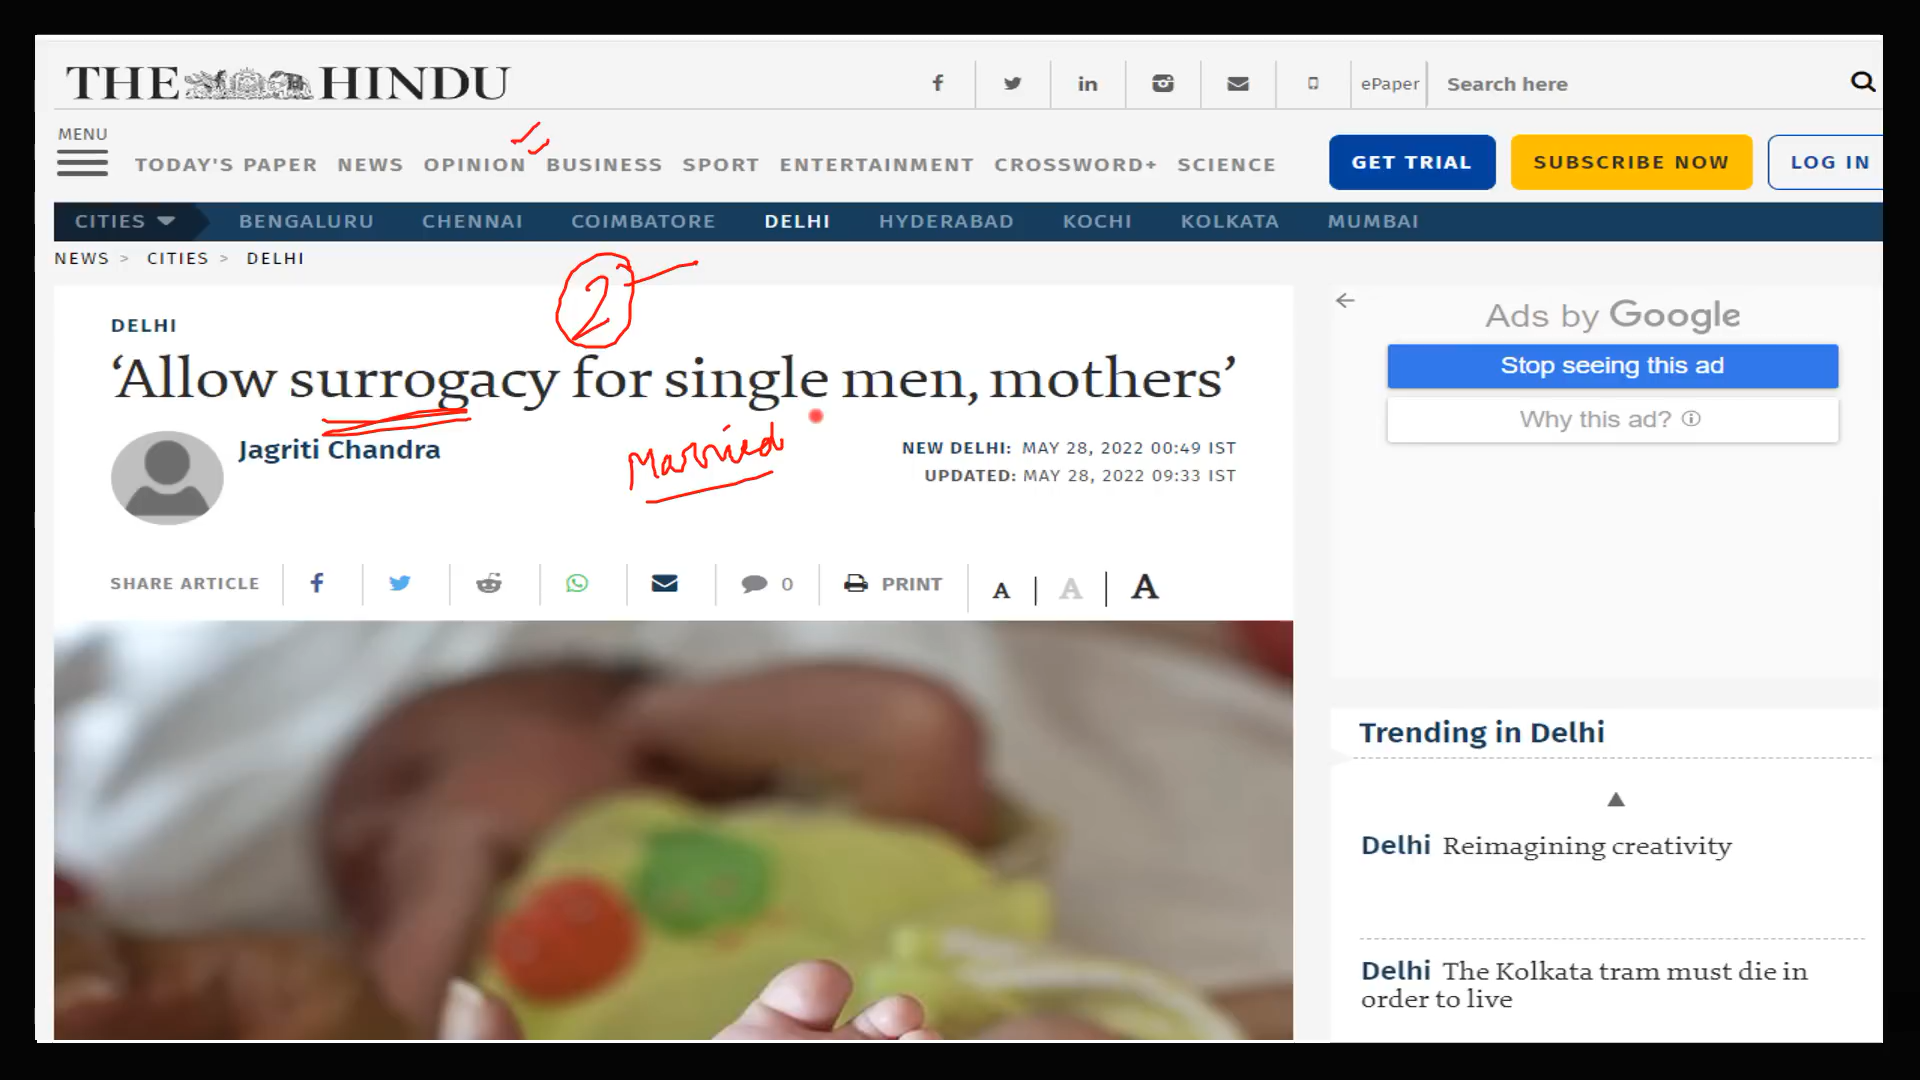 THE HINDU
ePaper
Search here
MENU
TODAY'S PAPER NEWS OPINION BUSINESS SPORT ENTERTAINMENT CROSSWORD+ SCIENCE
GET TRIAL
SUBSCRIBE NOW
LOG IN
CITIES BENGALURU CHENNAI COIMBATORE DELHI HYDERABAD KOCHI KOLKATA MUMBAI
NEWS > CITIES > DELHI
2
DELHI
‘Allow surrogacy for single men, mothers’
Married
Jagriti Chandra
NEW DELHI: MAY 28, 2022 00:49 IST
UPDATED: MAY 28, 2022 09:33 IST
SHARE ARTICLE
0
PRINT
A | A | A
Ads by Google
Stop seeing this ad
Why this ad?
Trending in Delhi
Delhi Reimagining creativity
Delhi The Kolkata tram must die in
order to live